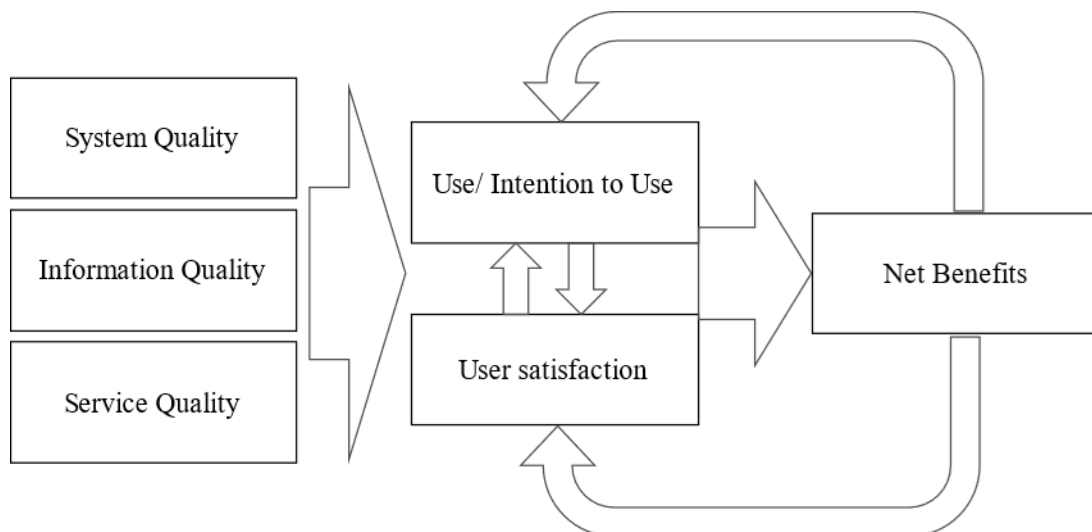 System Quality
Information Quality
Service Quality
Use/ Intention to Use
User satisfaction
Net Benefits